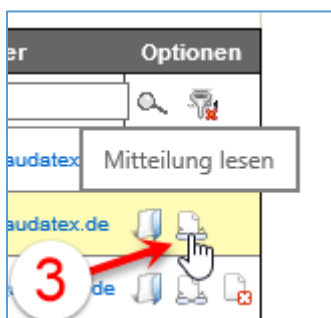 er Optionen
audatex
Mitteilung lesen
audatex.de
3
de